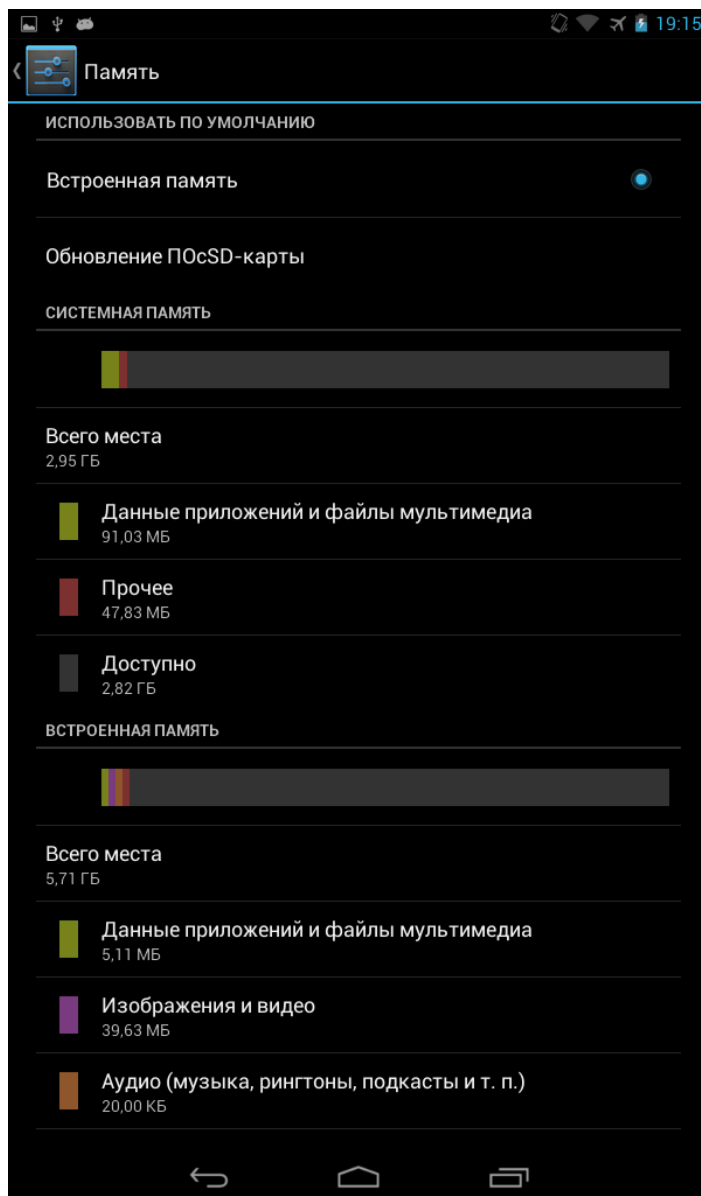 19:15
Память
ИСПОЛЬЗОВАТЬ ПО УМОЛЧАНИЮ
Встроенная память
Обновление ПОсSD-карты
СИСТЕМНАЯ ПАМЯТЬ
Всего места
2,95 ГБ
Данные приложений и файлы мультимедиа
91,03 МБ
Прочее
47,83 МБ
Доступно
2,82 ГБ
ВСТРОЕННАЯ ПАМЯТЬ
Всего места
5,71 ГБ
Данные приложений и файлы мультимедиа
5,11 МБ
Изображения и видео
39,63 МБ
Аудио (музыка, рингтоны, подкасты и т. п.)
20,00 КБ